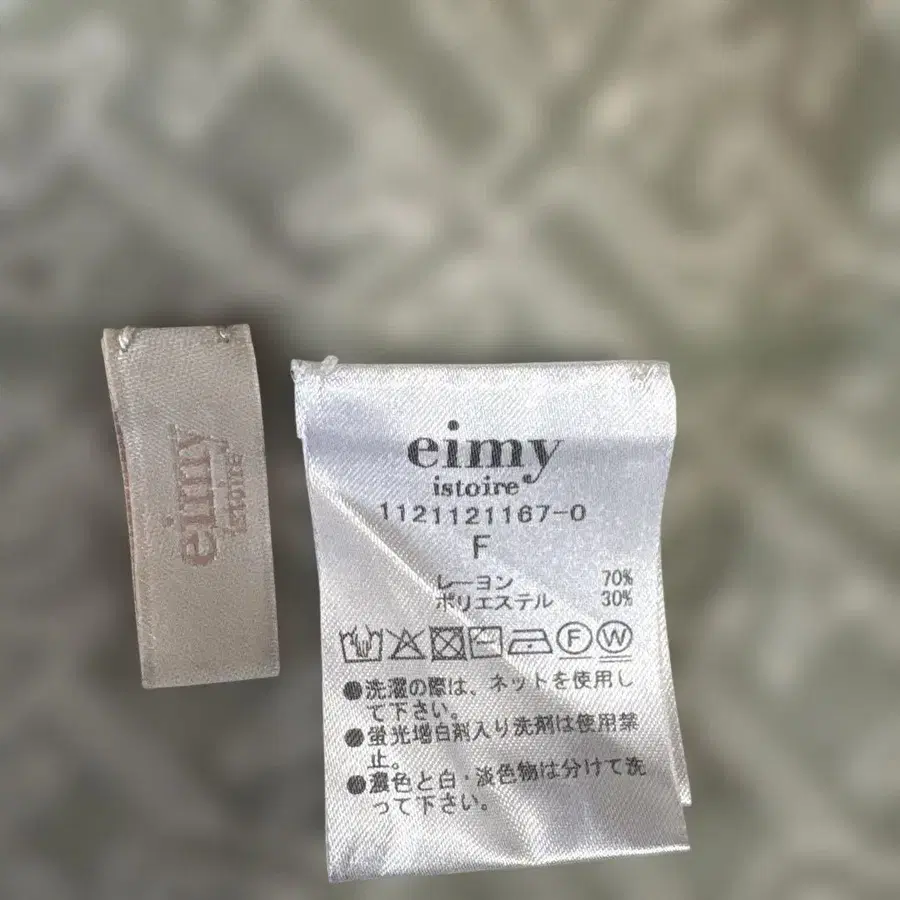 eimy
istoire
eimy
istoire
1121121167-0
F
レーヨン 70%
ポリエステル 30%
F W
●洗濯の際は、ネットを使用し
て下さい。
●蛍光増白剤入り洗剤は使用禁
止。
●濃色と白・淡色物は分けて洗
って下さい。